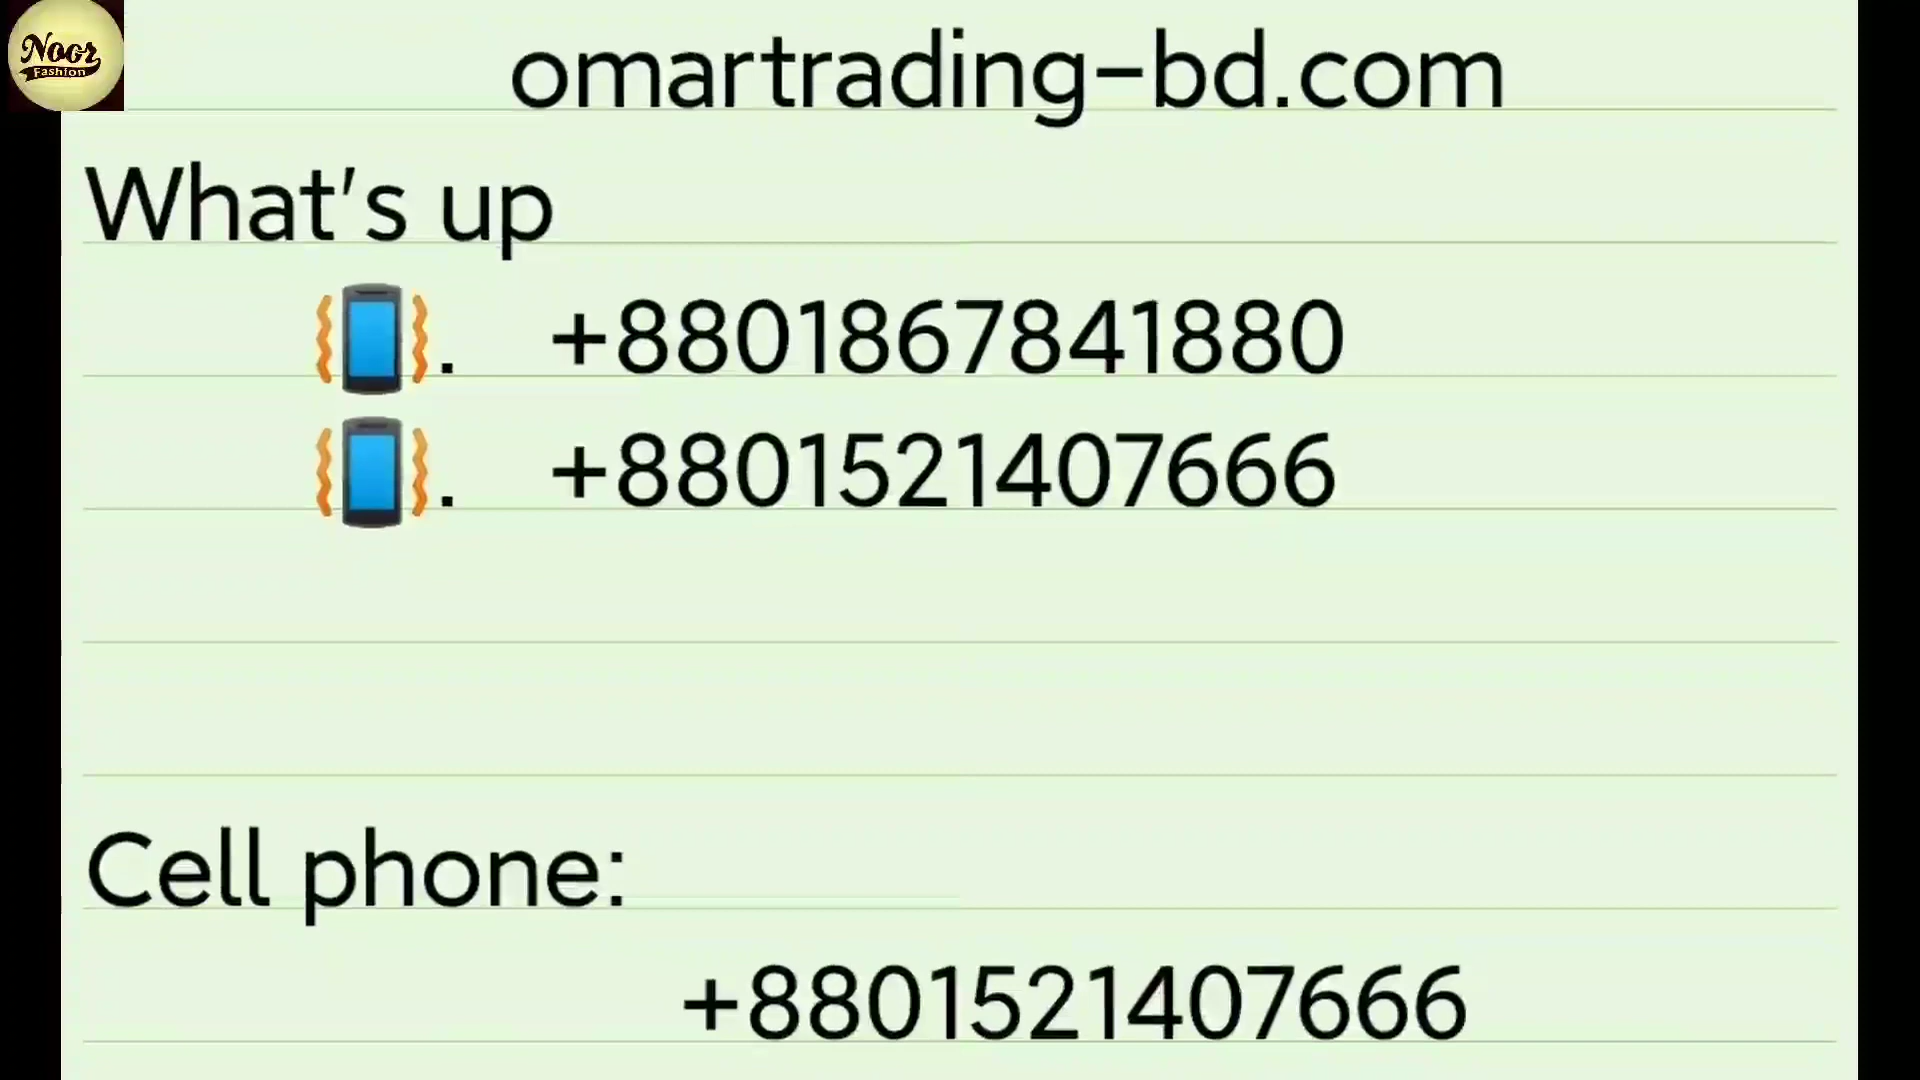 Noor
Fashion
omartrading-bd.com
What's up
📳. +8801867841880
📳. +8801521407666
Cell phone:
+8801521407666